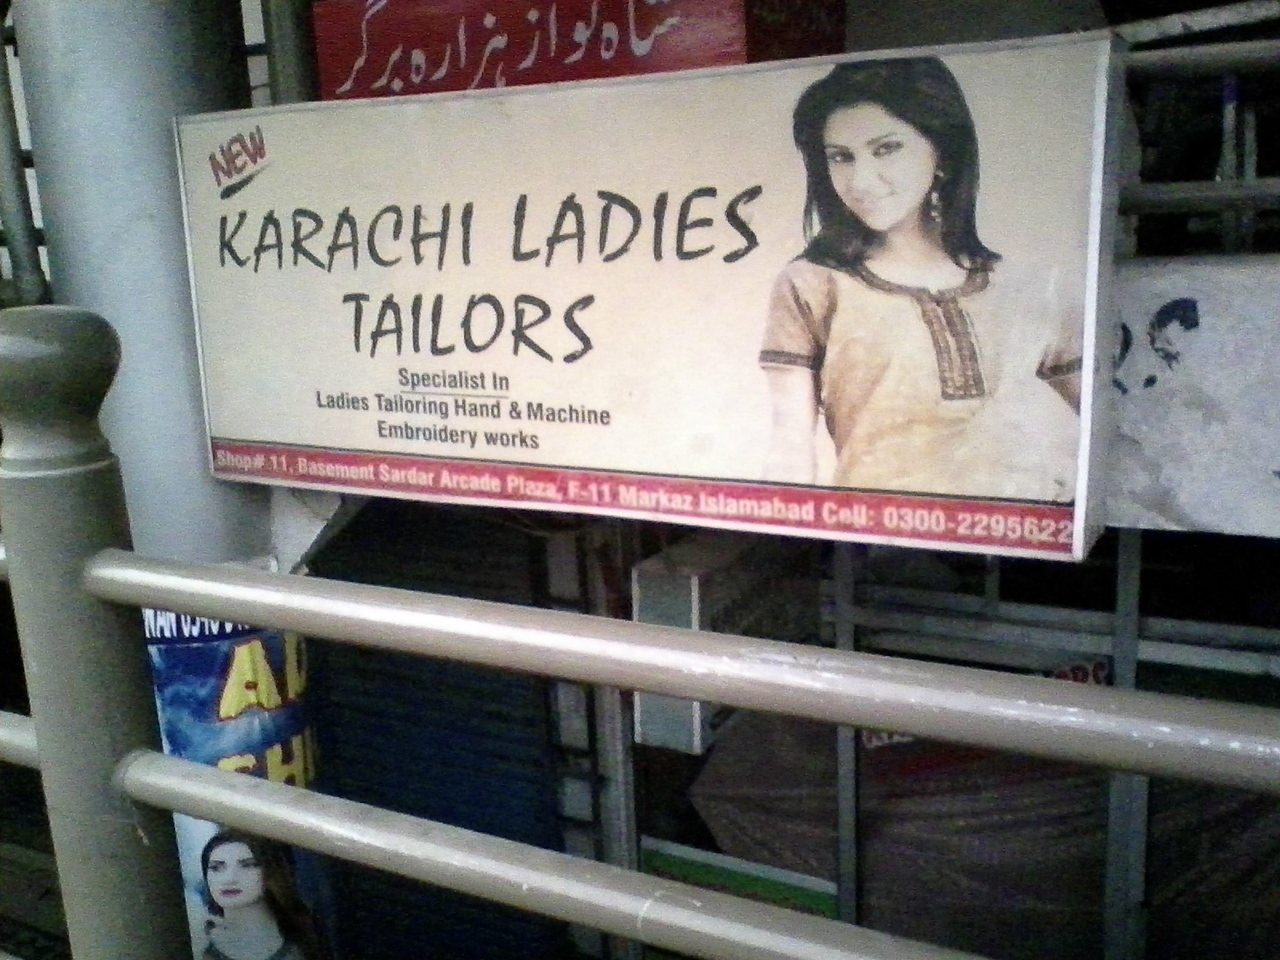 شاہ نواز ہزارہ برگر
NEW
KARACHI LADIES
TAILORS
Specialist In
Ladies Tailoring Hand & Machine
Embroidery works
Shop# 11, Basement Sardar Arcade Plaza, F-11 Markaz Islamabad Cell: 0300-2295622